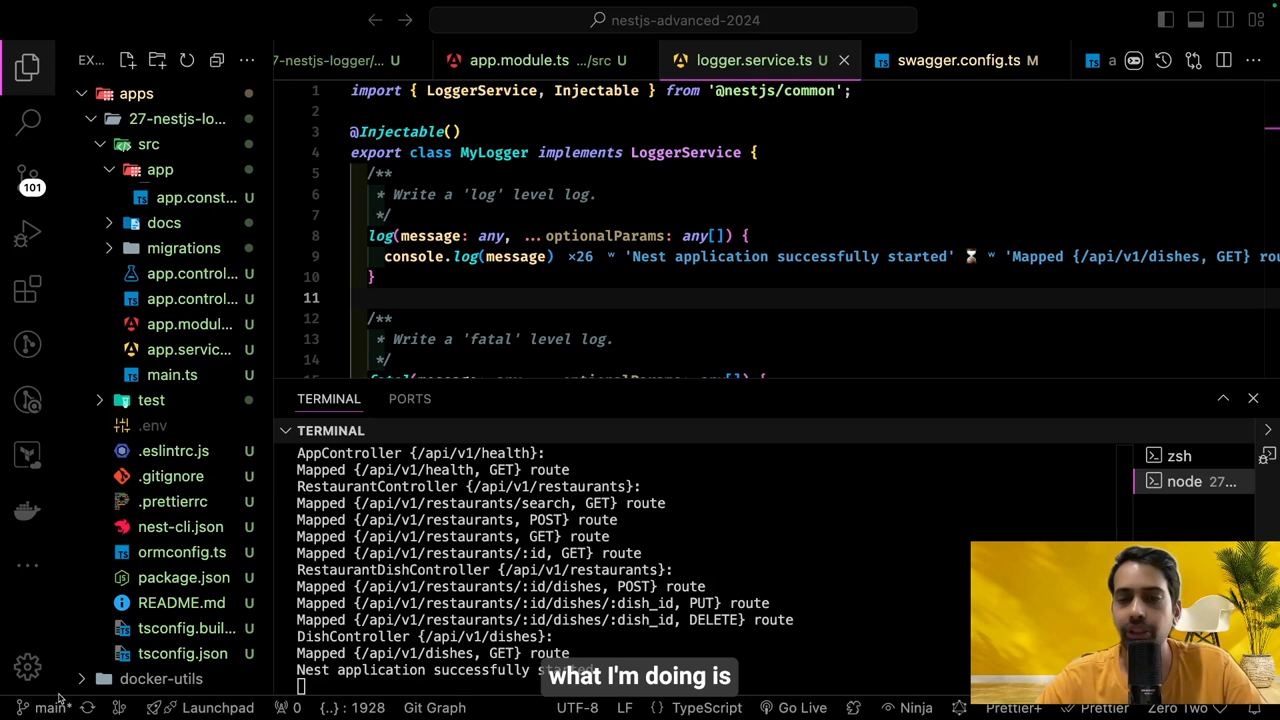 nestjs-advanced-2024
EX...
7-nestjs-logger/... U
app.module.ts .../src U
logger.service.ts U
swagger.config.ts M
a
apps
27-nestjs-lo...
src
app
app.const... U
docs
migrations
app.control... U
app.control... U
app.modul... U
app.servic... U
main.ts U
test
.env
.eslintrc.js U
.gitignore U
.prettierrc U
nest-cli.json U
ormconfig.ts U
package.json U
README.md U
tsconfig.buil... U
tsconfig.json U
docker-utils
101
1 import { LoggerService, Injectable } from '@nestjs/common';
2
3 @Injectable()
4 export class MyLogger implements LoggerService {
5 /**
6 * Write a 'log' level log.
7 */
8 log(message: any, ...optionalParams: any[]) {
9 console.log(message) ×26 " 'Nest application successfully started' ⏳ " 'Mapped {/api/v1/dishes, GET} rou
10 }
11
12 /**
13 * Write a 'fatal' level log.
14 */
TERMINAL PORTS
TERMINAL
AppController {/api/v1/health}:
Mapped {/api/v1/health, GET} route
RestaurantController {/api/v1/restaurants}:
Mapped {/api/v1/restaurants/search, GET} route
Mapped {/api/v1/restaurants, POST} route
Mapped {/api/v1/restaurants, GET} route
Mapped {/api/v1/restaurants/:id, GET} route
RestaurantDishController {/api/v1/restaurants}:
Mapped {/api/v1/restaurants/:id/dishes, POST} route
Mapped {/api/v1/restaurants/:id/dishes/:dish_id, PUT} route
Mapped {/api/v1/restaurants/:id/dishes/:dish_id, DELETE} route
DishController {/api/v1/dishes}:
Mapped {/api/v1/dishes, GET} route
Nest application successfully
zsh
node 27...
what I'm doing is
main* Launchpad 0 {..} : 1928 Git Graph UTF-8 LF {} TypeScript Go Live Ninja Prettier+ Prettier Zero Two